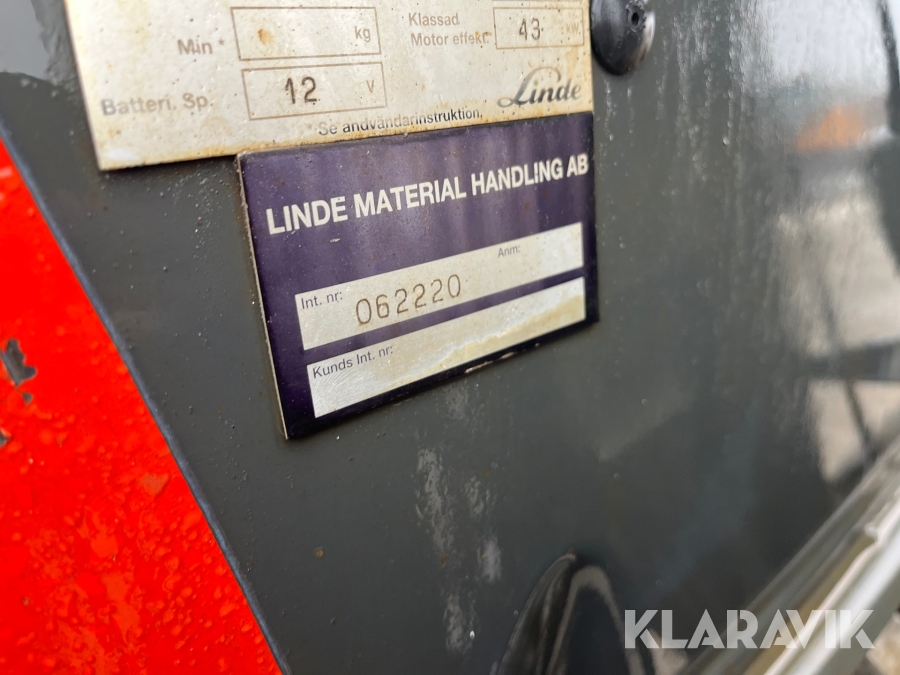 Min
kg
Klassad
Motor effekt.
43
kW
Batteri. Sp.
12
V
Linde
Se användarinstruktion.
LINDE MATERIAL HANDLING AB
Int. nr:
062220
Anm:
Kunds Int. nr:
KLARAVIK